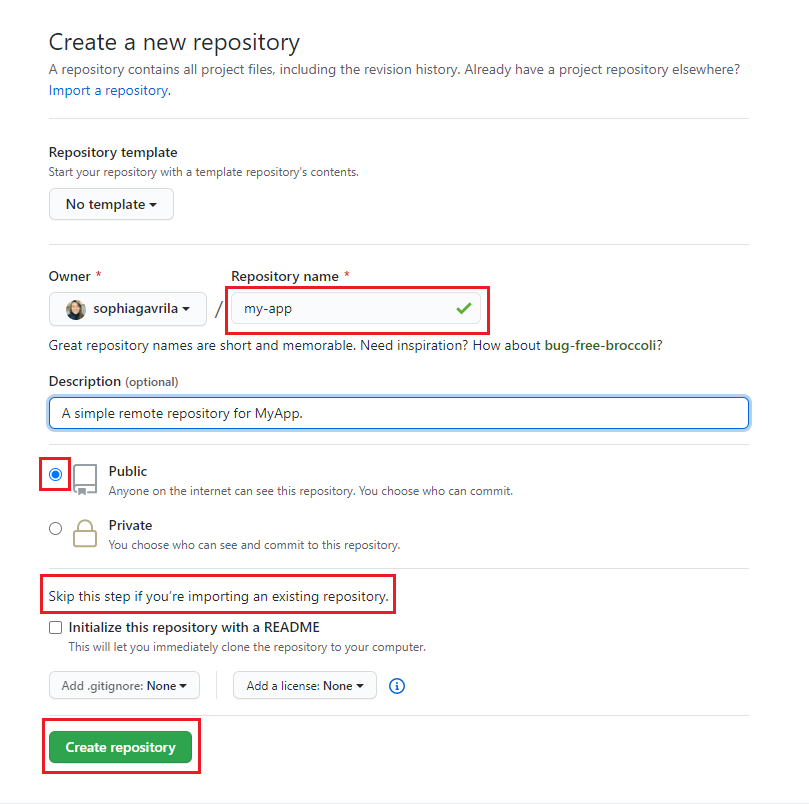 Create a new repository
A repository contains all project files, including the revision history. Already have a project repository elsewhere?
Import a repository.
Repository template
Start your repository with a template repository's contents.
No template
Owner *
Repository name *
sophiagavrila
/
my-app
Great repository names are short and memorable. Need inspiration? How about bug-free-broccoli?
Description (optional)
A simple remote repository for MyApp.
Public
Anyone on the internet can see this repository. You choose who can commit.
Private
You choose who can see and commit to this repository.
Skip this step if you’re importing an existing repository.
Initialize this repository with a README
This will let you immediately clone the repository to your computer.
Add .gitignore: None
Add a license: None
Create repository